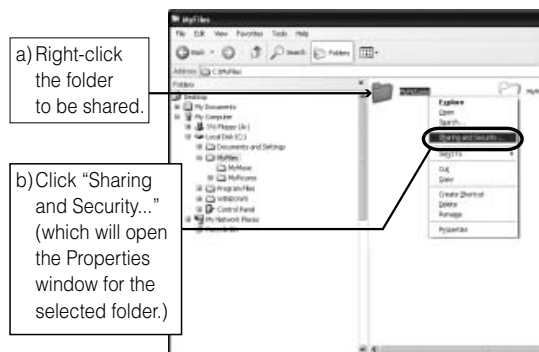 MyFiles
File Edit View Favorites Tools Help
Back Search Folders
Address C:\MyFiles
Folders
Desktop
My Documents
My Computer
3½ Floppy (A:)
Local Disk (C:)
Documents and Settings
MyFiles
MyMusic
MyPictures
Program Files
WINDOWS
Control Panel
My Network Places
a) Right-click
the folder
to be shared.
b) Click “Sharing
and Security...”
(which will open
the Properties
window for the
selected folder.)
Explore
Open
Search...
Sharing and Security...
Send To
Cut
Copy
Create Shortcut
Delete
Rename
Properties